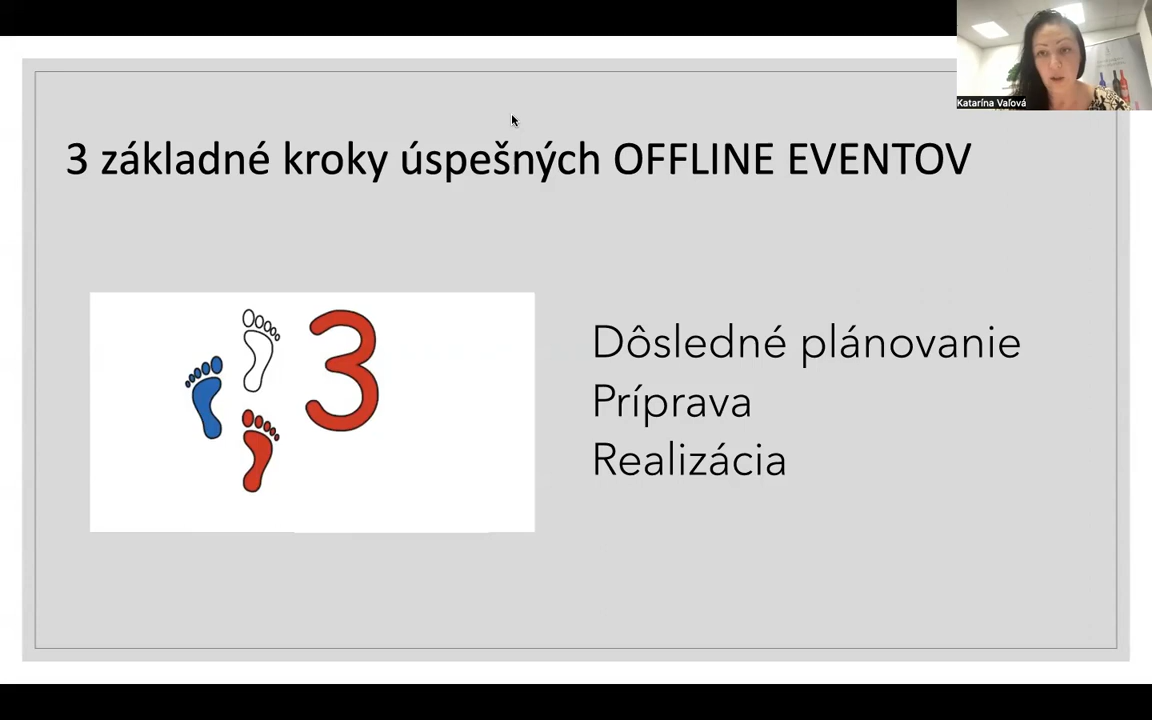 Katarína Vaľová
3 základné kroky úspešných OFFLINE EVENTOV
3
Dôsledné plánovanie
Príprava
Realizácia